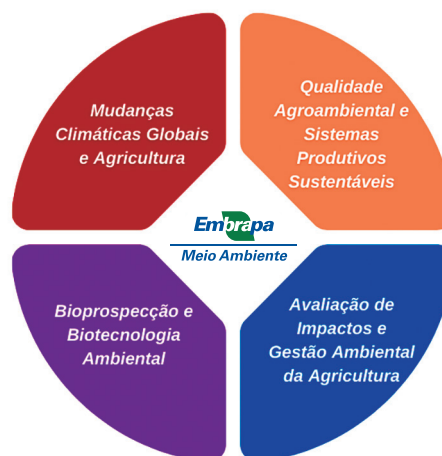 Mudanças
Climáticas Globais
e Agricultura
Qualidade
Agroambiental e
Sistemas
Produtivos
Sustentáveis
Embrapa
Meio Ambiente
Bioprospecção e
Biotecnologia
Ambiental
Avaliação de
Impactos e
Gestão Ambiental
da Agricultura